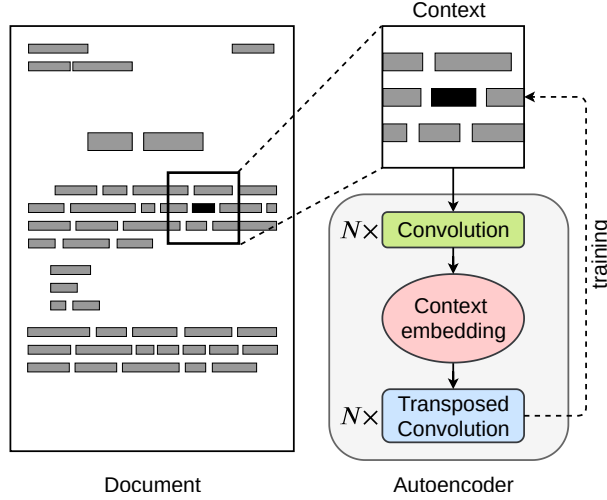 Context
N×
Convolution
Context
embedding
N×
Transposed
Convolution
training
Document
Autoencoder